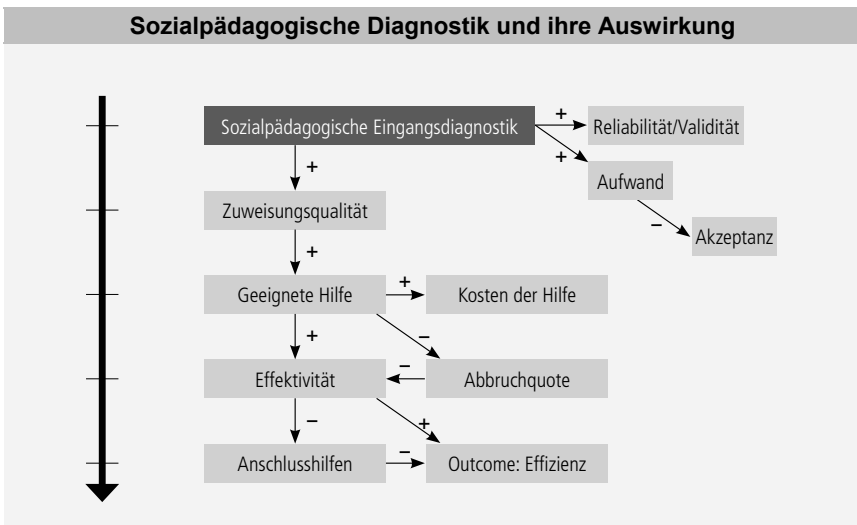 Sozialpädagogische Diagnostik und ihre Auswirkung
Sozialpädagogische Eingangsdiagnostik
+
Reliabilität/Validität
+
Aufwand
–
Akzeptanz
+
Zuweisungsqualität
+
Geeignete Hilfe
+
Kosten der Hilfe
+
–
Effektivität
–
Abbruchquote
–
+
Anschlusshilfen
–
Outcome: Effizienz